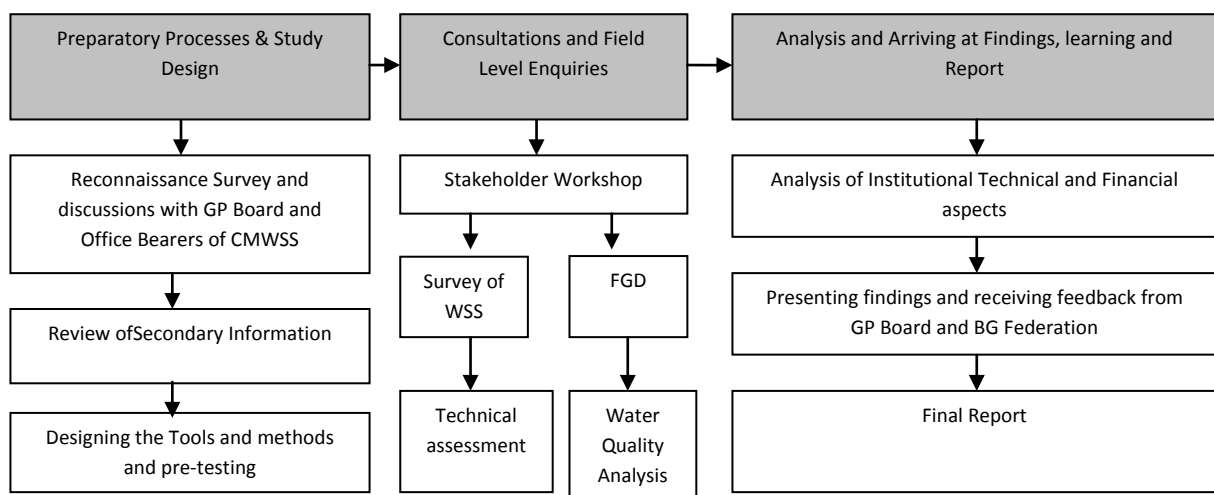 Preparatory Processes & Study
Design
Consultations and Field
Level Enquiries
Analysis and Arriving at Findings, learning and
Report
Reconnaissance Survey and
discussions with GP Board and
Office Bearers of CMWSS
Review ofSecondary Information
Designing the Tools and methods
and pre-testing
Stakeholder Workshop
Survey of
WSS
FGD
Technical
assessment
Water
Quality
Analysis
Analysis of Institutional Technical and Financial
aspects
Presenting findings and receiving feedback from
GP Board and BG Federation
Final Report